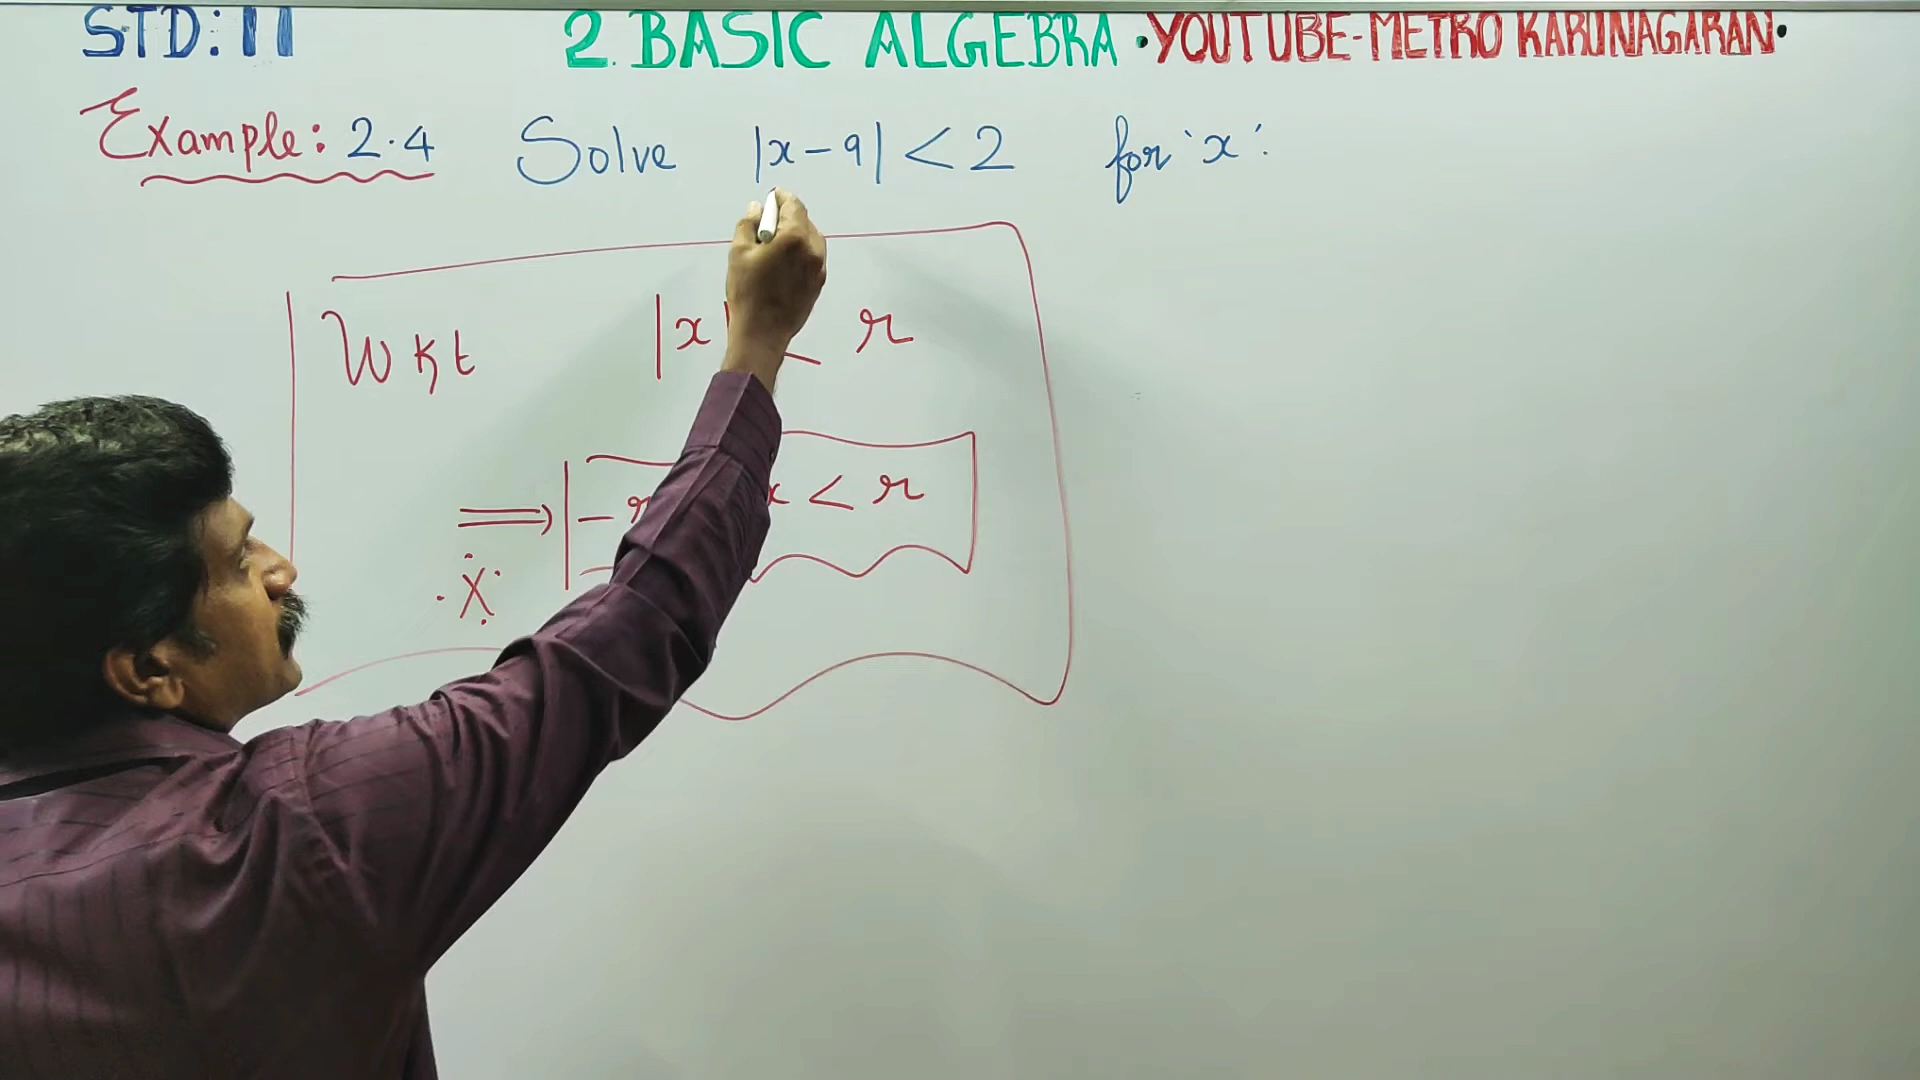 STD: 11 2. BASIC ALGEBRA • YOUTUBE-METRO KARUNAGARAN •
Example: 2.4 Solve |x-9| < 2 for 'x'.
Wkt |x| < r
⟹ -r x < r